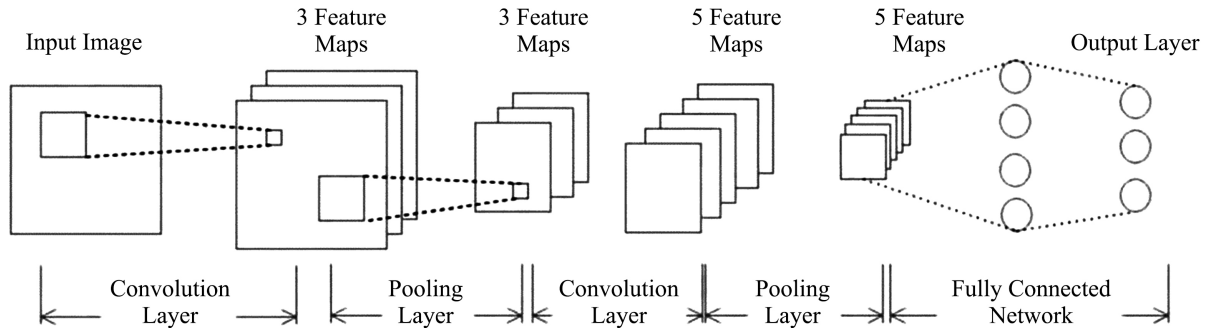 Input Image
3 Feature
Maps
3 Feature
Maps
5 Feature
Maps
5 Feature
Maps
Output Layer
Convolution
Layer
Pooling
Layer
Convolution
Layer
Pooling
Layer
Fully Connected
Network